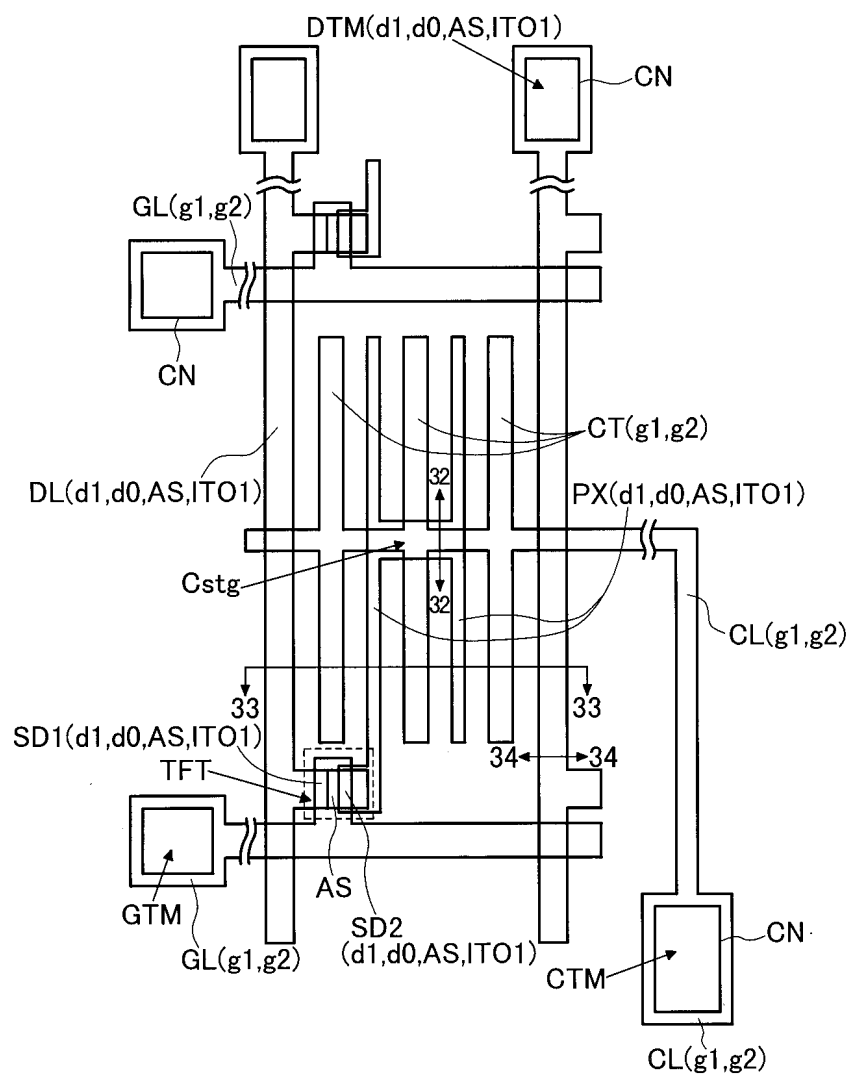 DTM(d1,d0,AS,ITO1)
CN
GL(g1,g2)
CN
CT(g1,g2)
32
DL(d1,d0,AS,ITO1)
PX(d1,d0,AS,ITO1)
Cstg
32
CL(g1,g2)
33
33
SD1(d1,d0,AS,ITO1)
34
34
TFT
AS
GTM
SD2
(d1,d0,AS,ITO1)
GL(g1,g2)
CN
CTM
CL(g1,g2)